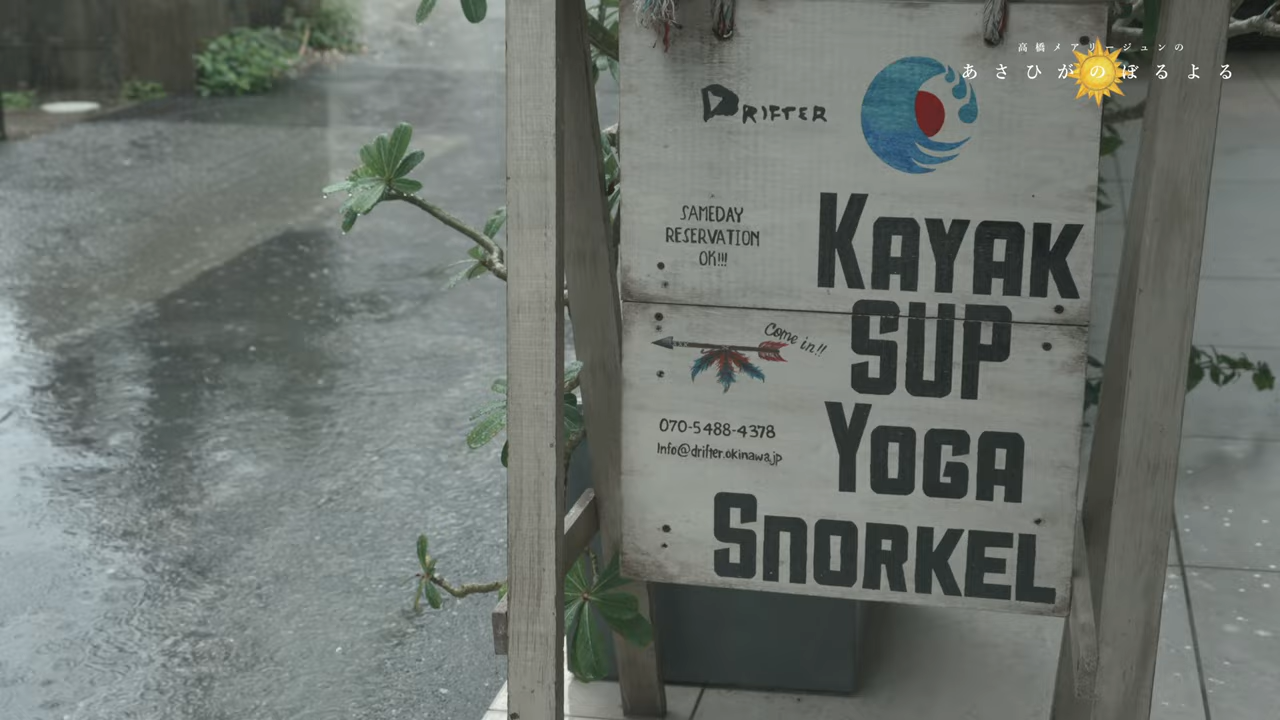 高橋メアリージュンの
あさひがのぼるよる
DRIFTER
SAMEDAY
RESERVATION
OK!!!
KAYAK
SUP
YOGA
SNORKEL
Come in!!
070-5488-4378
Info@drifter.okinawa.jp